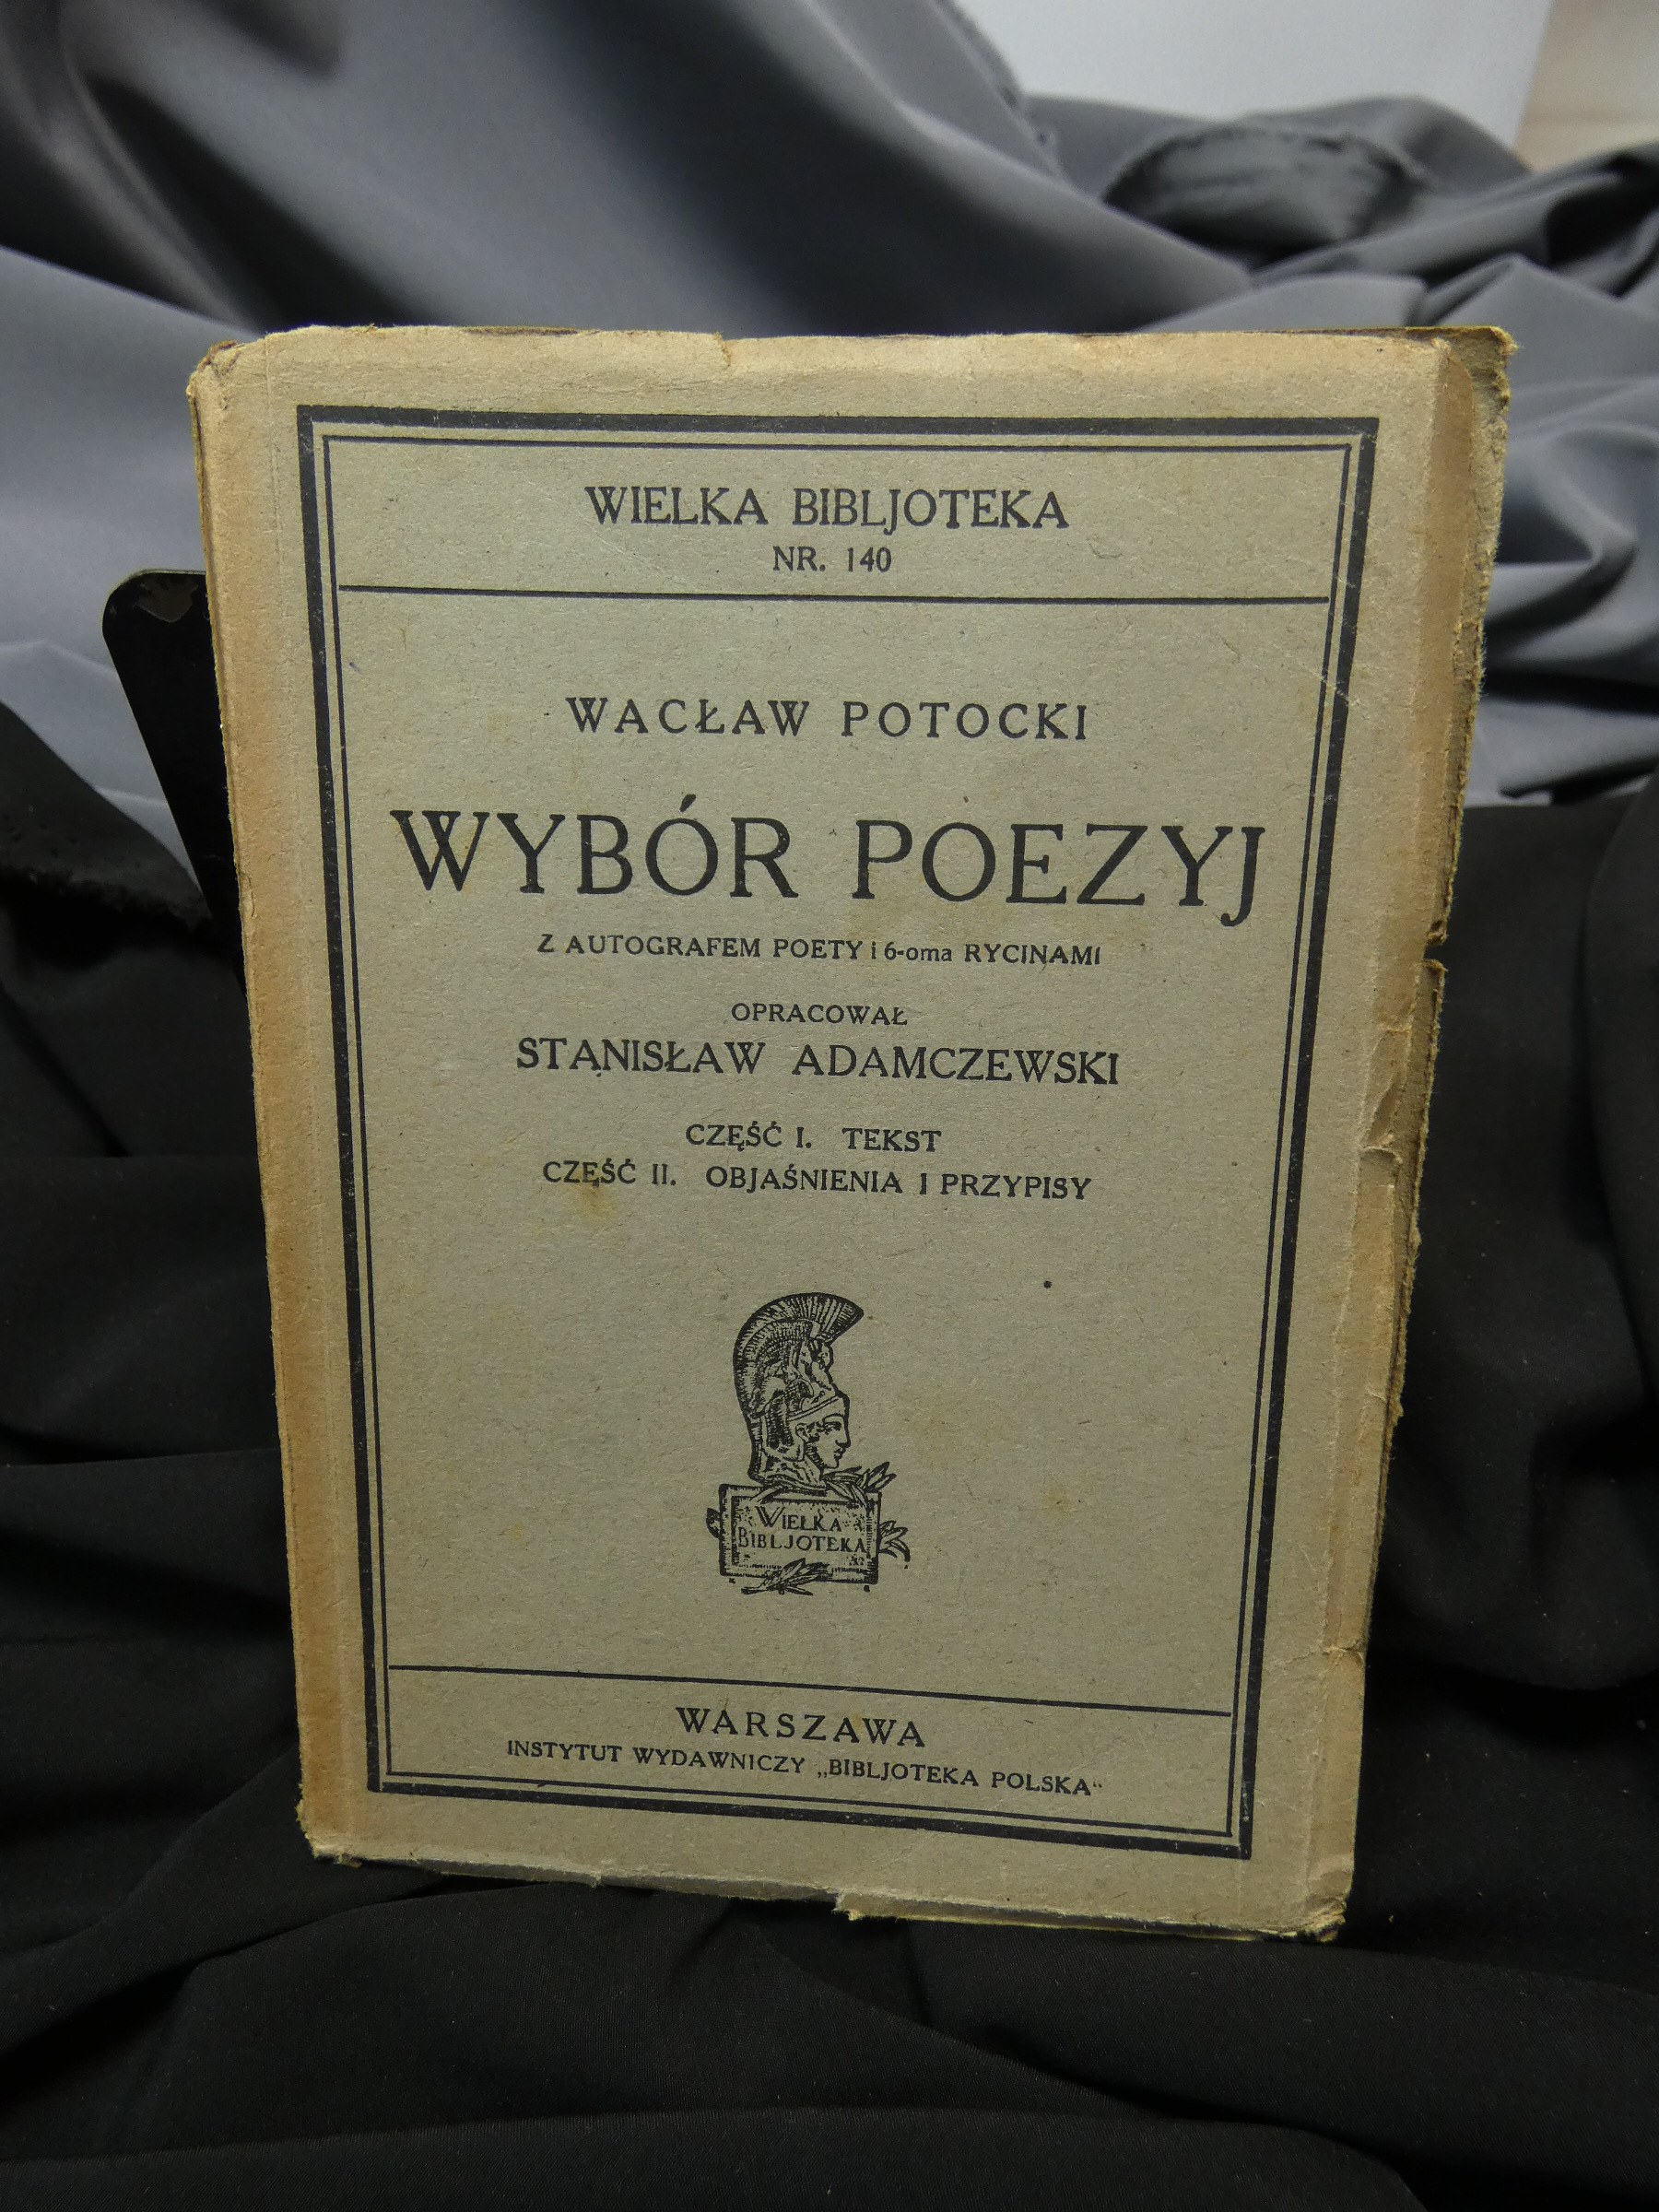 WIELKA BIBLJOTEKA
NR. 140
WACŁAW POTOCKI
WYBÓR POEZYJ
Z AUTOGRAFEM POETY i 6-oma RYCINAMI
OPRACOWAŁ
STANISŁAW ADAMCZEWSKI
CZĘŚĆ I. TEKST
CZĘŚĆ II. OBJAŚNIENIA I PRZYPISY
WIELKA
BIBLJOTEKA
WARSZAWA
INSTYTUT WYDAWNICZY „BIBLJOTEKA POLSKA“